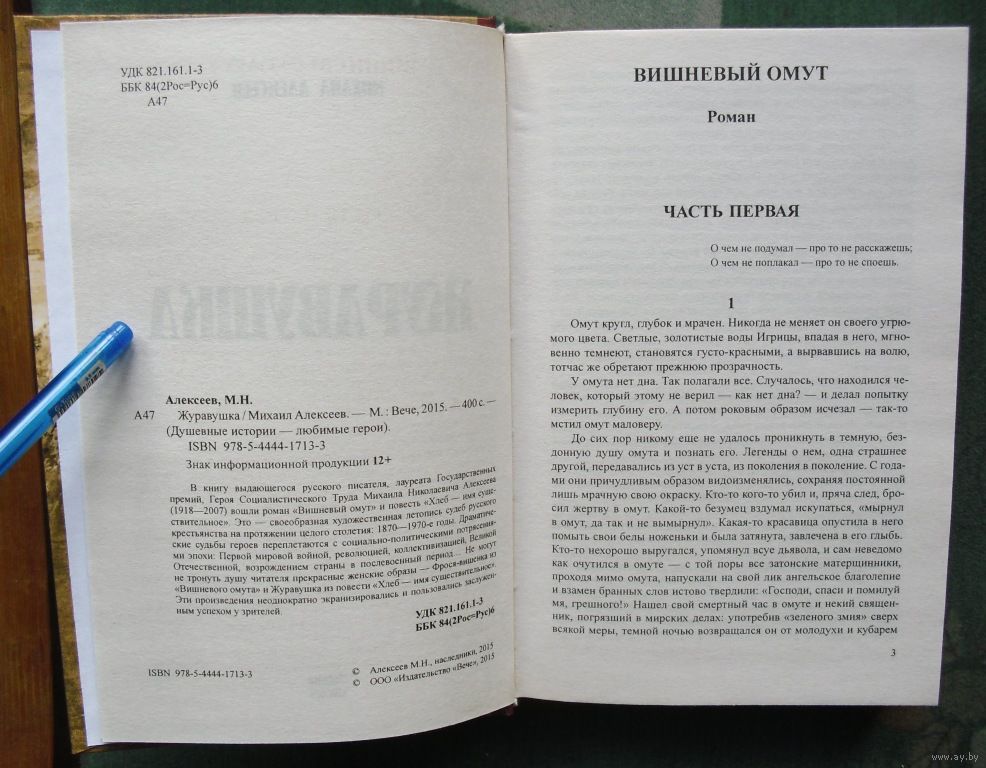 УДК 821.161.1-3
ББК 84(2Рос=Рус)6
А47
ЖУРАВУШКА
Алексеев, М.Н.
А47 Журавушка / Михаил Алексеев. — М. : Вече, 2015. — 400 с. —
(Душевные истории — любимые герои).
ISBN 978-5-4444-1713-3
Знак информационной продукции 12+
В книгу выдающегося русского писателя, лауреата Государственных
премий, Героя Социалистического Труда Михаила Николаевича Алексеева
(1918—2007) вошли роман «Вишневый омут» и повесть «Хлеб — имя суще-
ствительное». Это — своеобразная художественная летопись судеб русского
крестьянства на протяжении целого столетия: 1870—1970-е годы. Драматиче-
ские судьбы героев переплетаются с социально-политическими потрясения-
ми эпохи: Первой мировой войной, революцией, коллективизацией, Великой
Отечественной, возрождением страны в послевоенный период... Не могут
не тронуть душу читателя прекрасные женские образы — Фрося-вишенка из
«Вишневого омута» и Журавушка из повести «Хлеб — имя существительное».
Эти произведения неоднократно экранизировались и пользовались заслужен-
ным успехом у зрителей.
УДК 821.161.1-3
ББК 84(2Рос=Рус)6
ISBN 978-5-4444-1713-3
© Алексеев М.Н., наследники, 2015
© ООО «Издательство «Вече», 2015
ВИШНЕВЫЙ ОМУТ
Роман
ЧАСТЬ ПЕРВАЯ
О чем не подумал — про то не расскажешь;
О чем не поплакал — про то не споешь.
1
Омут кругл, глубок и мрачен. Никогда не меняет он своего угрю-
мого цвета. Светлые, золотистые воды Игрицы, впадая в него, мгно-
венно темнеют, становятся густо-красными, а вырвавшись на волю,
тотчас же обретают прежнюю прозрачность.
У омута нет дна. Так полагали все. Случалось, что находился че-
ловек, который этому не верил — как нет дна? — и делал попытку
измерить глубину его. А потом роковым образом исчезал — так-то
мстил омут маловеру.
До сих пор никому еще не удалось проникнуть в темную, без-
донную душу омута и познать его. Легенды о нем, одна страшнее
другой, передавались из уст в уста, из поколения в поколение. С года-
ми они причудливым образом видоизменялись, сохраняя постоянной
лишь мрачную свою окраску. Кто-то кого-то убил и, пряча след, бро-
сил жертву в омут. Какой-то безумец вздумал искупаться, «мырнул
в омут, да так и не вымырнул». Какая-то красавица опустила в него
помыть свои белы ноженьки и была затянута, завлечена в его глыбь.
Кто-то нехорошо выругался, упомянул всуе дьявола, и сам неведомо
как очутился в омуте — с той поры все затонские матерщинники,
проходя мимо омута, напускали на свой лик ангельское благолепие
и взамен бранных слов истово твердили: «Господи, спаси и помилуй
мя, грешного!» Нашел свой смертный час в омуте и некий священ-
ник, погрязший в мирских делах: употребив «зеленого змия» сверх
всякой меры, темной ночью возвращался он от молодухи и кубарем
3
www.ay.by